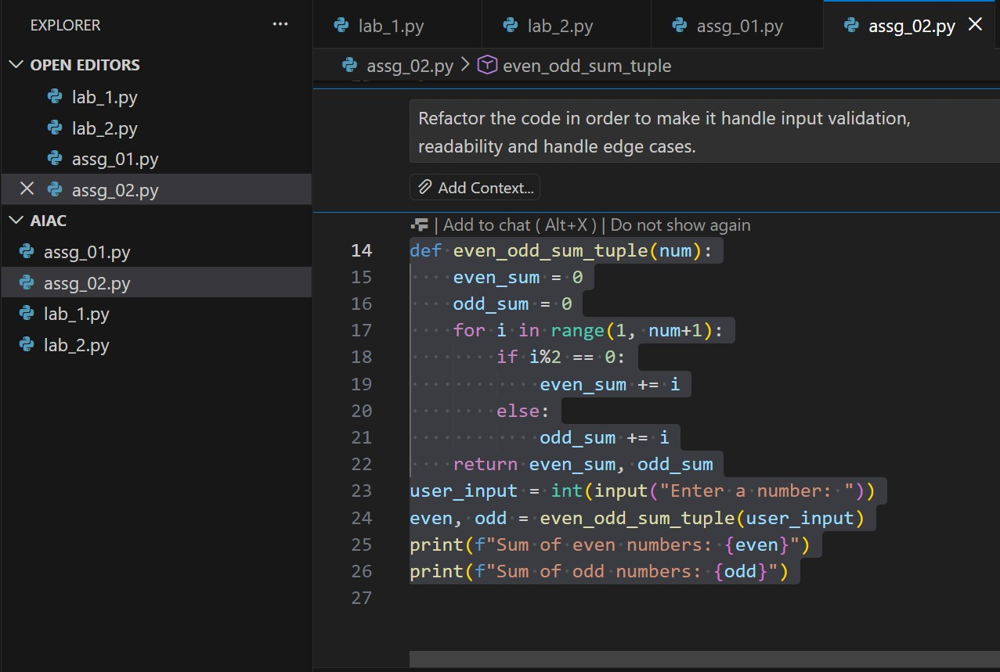 EXPLORER ...
OPEN EDITORS
lab_1.py
lab_2.py
assg_01.py
assg_02.py
AIAC
assg_01.py
assg_02.py
lab_1.py
lab_2.py
lab_1.py lab_2.py assg_01.py assg_02.py
assg_02.py > even_odd_sum_tuple
Refactor the code in order to make it handle input validation,
readability and handle edge cases.
Add Context...
| Add to chat ( Alt+X ) | Do not show again
14 def even_odd_sum_tuple(num):
15     even_sum = 0
16     odd_sum = 0
17     for i in range(1, num+1):
18         if i%2 == 0:
19             even_sum += i
20         else:
21             odd_sum += i
22     return even_sum, odd_sum
23 user_input = int(input("Enter a number: "))
24 even, odd = even_odd_sum_tuple(user_input)
25 print(f"Sum of even numbers: {even}")
26 print(f"Sum of odd numbers: {odd}")
27